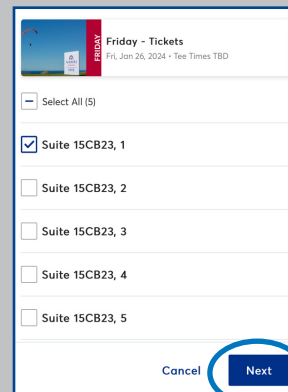 FRIDAY
Friday - Tickets
Fri, Jan 26, 2024 • Tee Times TBD
Select All (5)
Suite 15CB23, 1
Suite 15CB23, 2
Suite 15CB23, 3
Suite 15CB23, 4
Suite 15CB23, 5
Cancel
Next